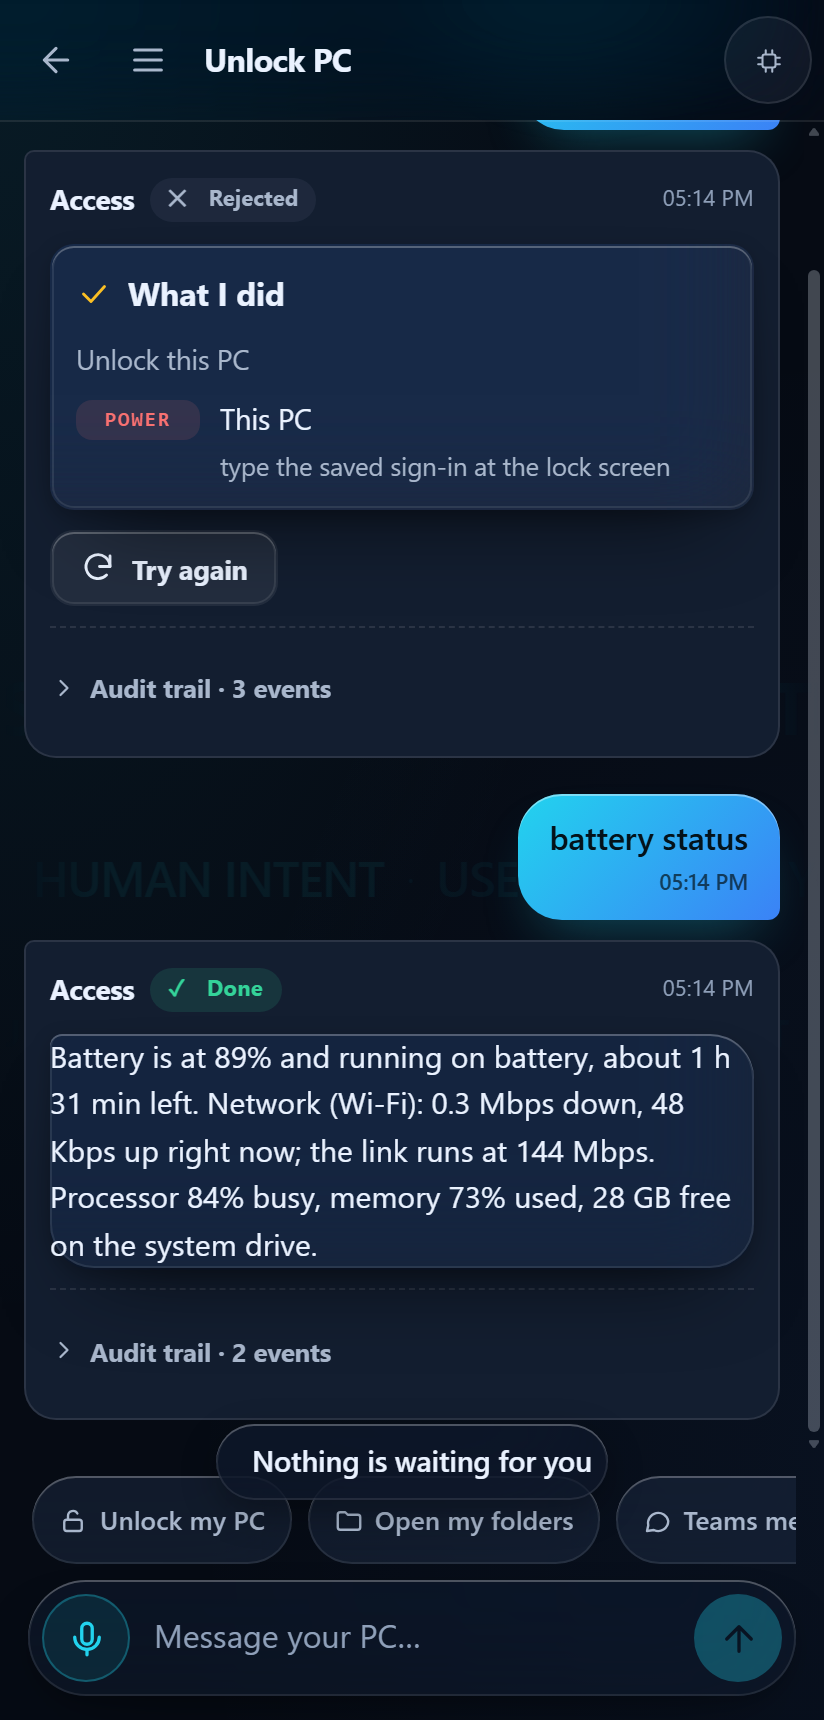 Unlock PC
Access
Rejected
05:14 PM
What I did
Unlock this PC
POWER
This PC
type the saved sign-in at the lock screen
Try again
Audit trail · 3 events
battery status
05:14 PM
HUMAN INTENT · USE
Access
Done
05:14 PM
Battery is at 89% and running on battery, about 1 h
31 min left. Network (Wi-Fi): 0.3 Mbps down, 48
Kbps up right now; the link runs at 144 Mbps.
Processor 84% busy, memory 73% used, 28 GB free
on the system drive.
Audit trail · 2 events
Nothing is waiting for you
Unlock my PC
Open my folders
Teams me
Message your PC...